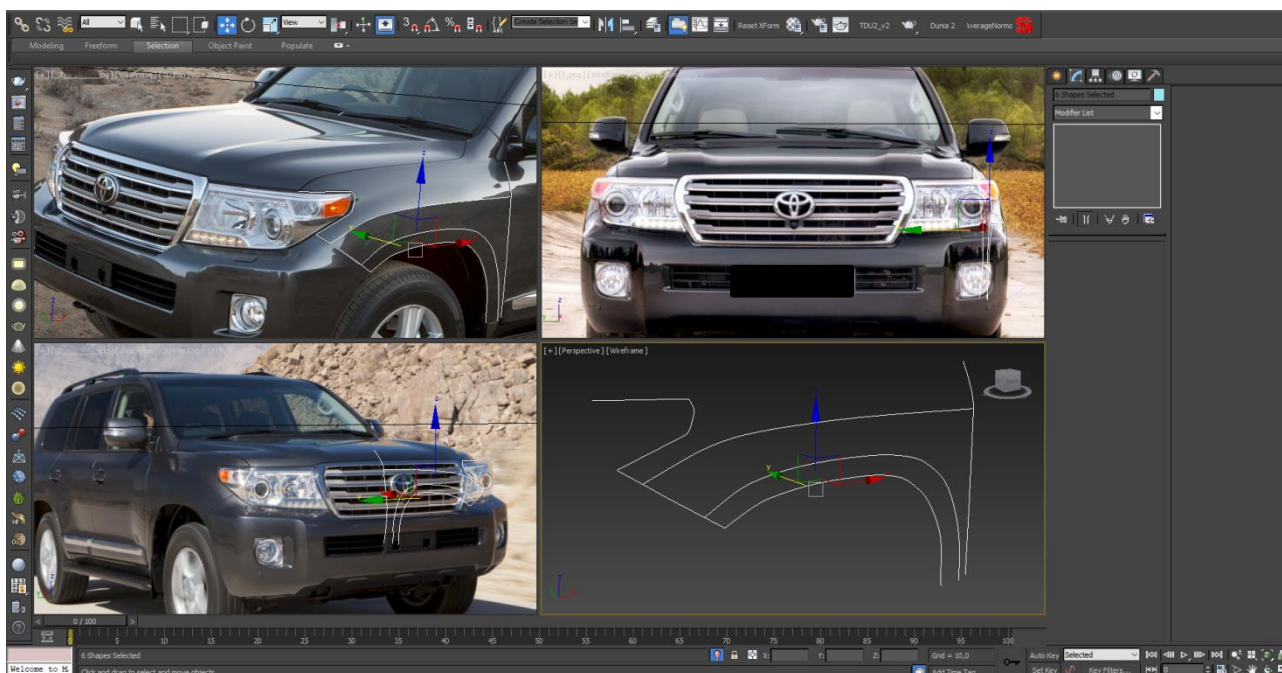 All
View
3
Create Selection Se
Reset XForm
TDU2_v2
Dunia 2
iverageNorma
Modeling
Freeform
Selection
Object Paint
Populate
[+] [Perspective] [Wireframe]
6 Shapes Selected
Modifier List
0 / 100
0
5
10
15
20
25
30
35
40
45
50
55
60
65
70
75
80
85
90
95
100
Welcome to M
6 Shapes Selected
Click and drag to select and move objects
X:
Y:
Z:
Grid = 10,0
Add Time Tag
Auto Key
Selected
Set Key
Key Filters...
0